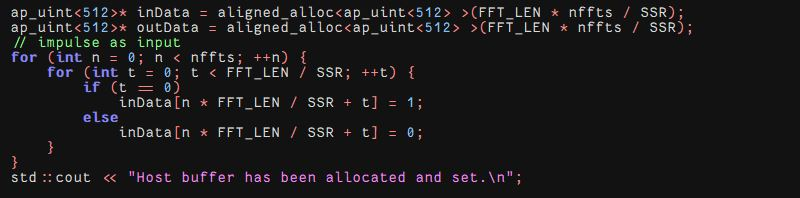 ap_uint<512>* inData = aligned_alloc<ap_uint<512> >(FFT_LEN * nffts / SSR);
ap_uint<512>* outData = aligned_alloc<ap_uint<512> >(FFT_LEN * nffts / SSR);
// impulse as input
for (int n = 0; n < nffts; ++n) {
    for (int t = 0; t < FFT_LEN / SSR; ++t) {
        if (t == 0)
            inData[n * FFT_LEN / SSR + t] = 1;
        else
            inData[n * FFT_LEN / SSR + t] = 0;
    }
}
std::cout << "Host buffer has been allocated and set.\n";